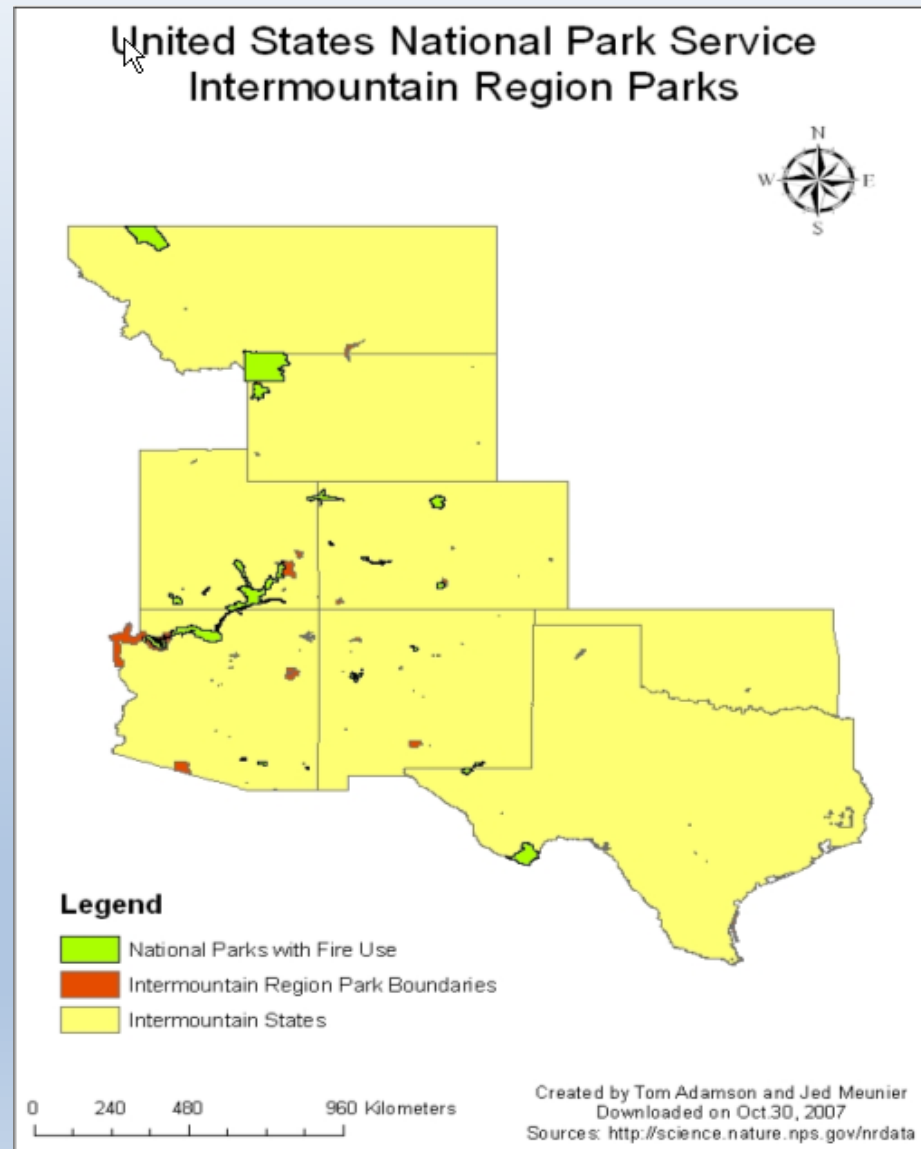 United States National Park Service
Intermountain Region Parks
N
W E
S
Legend
National Parks with Fire Use
Intermountain Region Park Boundaries
Intermountain States
0 240 480 960 Kilometers
Created by Tom Adamson and Jed Meunier
Downloaded on Oct.30, 2007
Sources: http://science.nature.nps.gov/nrdata